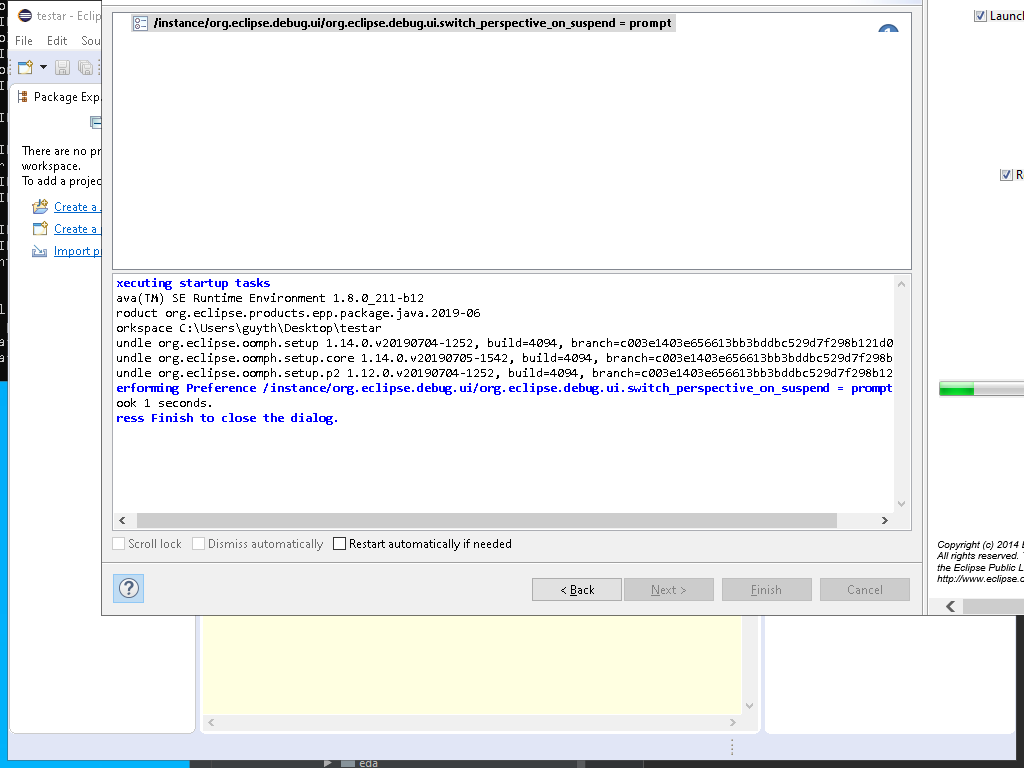 testar - Eclip
File Edit Sou
Package Exp
There are no pr
workspace.
To add a projec
Create a
Create a
Import p
/instance/org.eclipse.debug.ui/org.eclipse.debug.ui.switch_perspective_on_suspend = prompt
xecuting startup tasks
ava(TM) SE Runtime Environment 1.8.0_211-b12
roduct org.eclipse.products.epp.package.java.2019-06
orkspace C:\Users\guyth\Desktop\testar
undle org.eclipse.oomph.setup 1.14.0.v20190704-1252, build=4094, branch=c003e1403e656613bb3bddbc529d7f298b121d0
undle org.eclipse.oomph.setup.core 1.14.0.v20190705-1542, build=4094, branch=c003e1403e656613bb3bddbc529d7f298b
undle org.eclipse.oomph.setup.p2 1.12.0.v20190704-1252, build=4094, branch=c003e1403e656613bb3bddbc529d7f298b12
erforming Preference /instance/org.eclipse.debug.ui/org.eclipse.debug.ui.switch_perspective_on_suspend = prompt
ook 1 seconds.
ress Finish to close the dialog.
Scroll lock Dismiss automatically Restart automatically if needed
? < Back Next > Finish Cancel
Launch
R
Copyright (c) 2014 E
All rights reserved. T
the Eclipse Public L
http://www.eclipse.o
eda